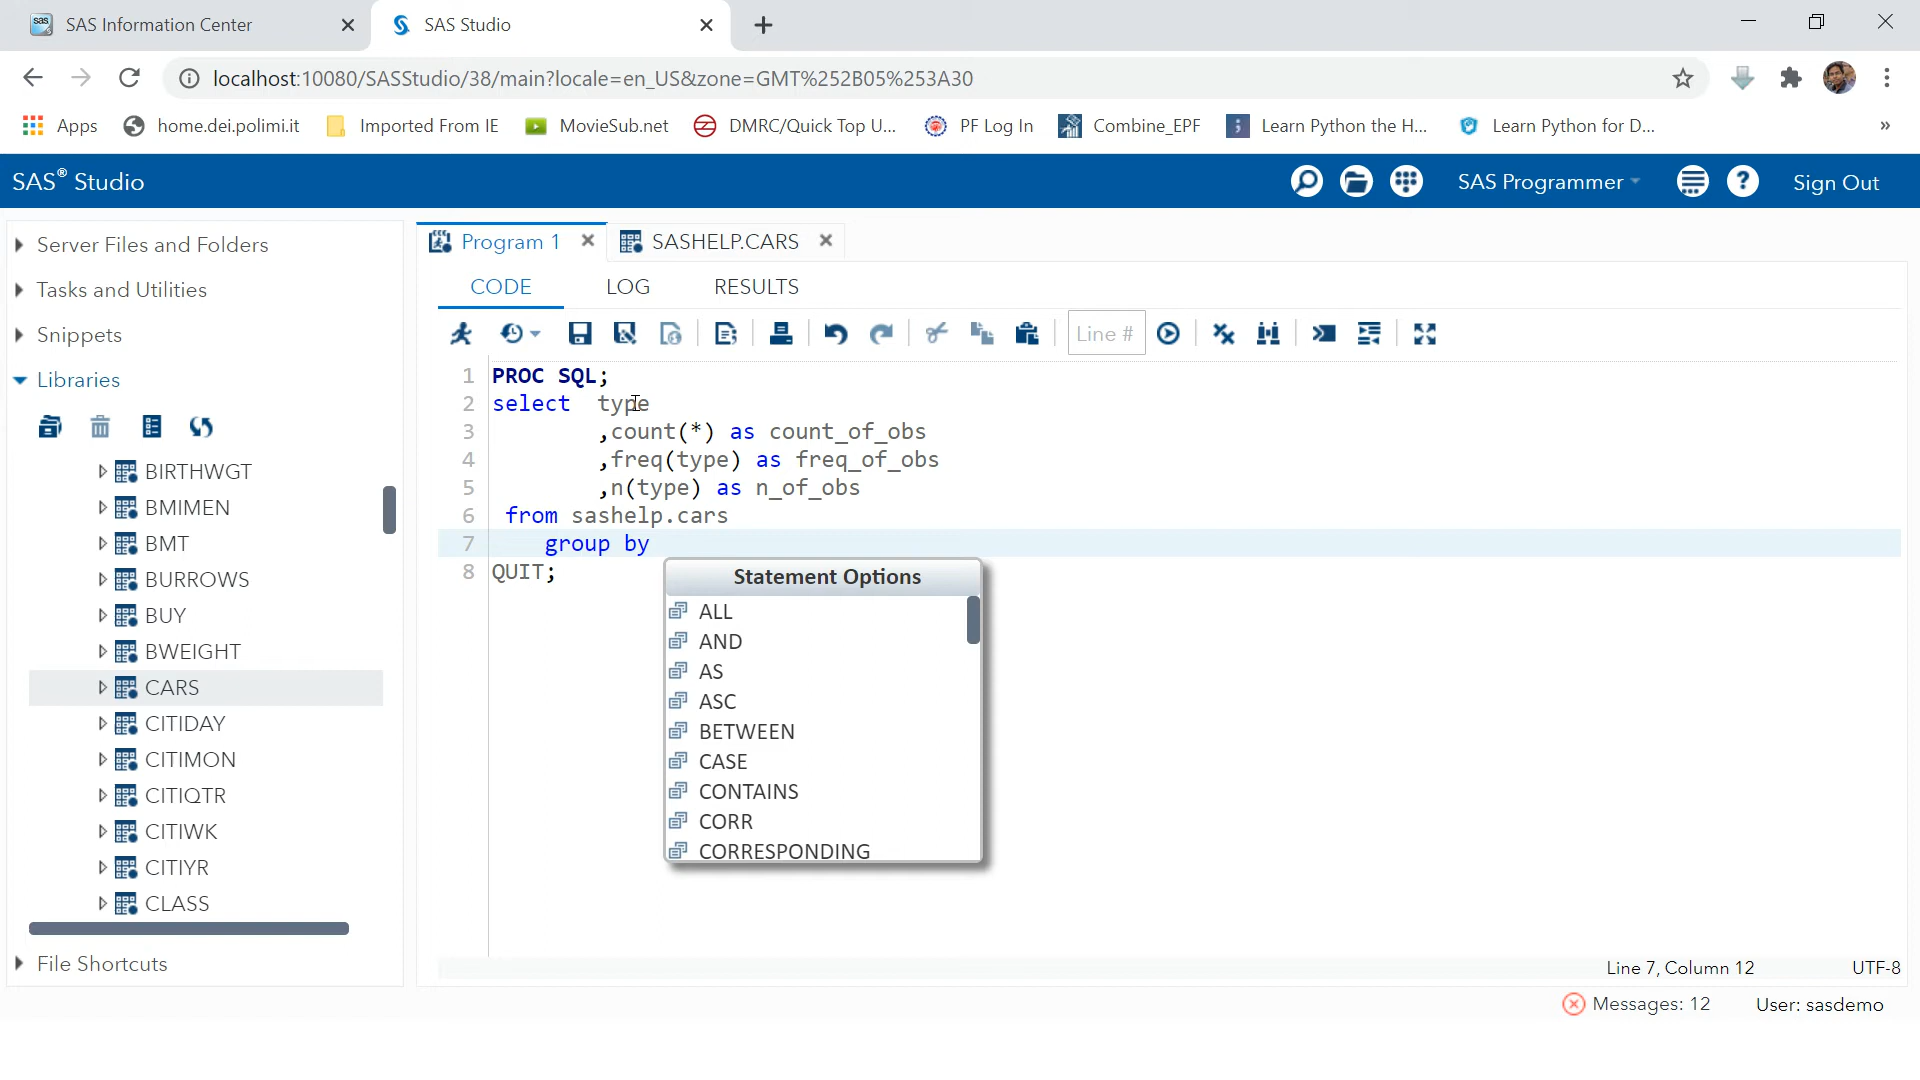 SAS Information Center
SAS Studio
localhost:10080/SASStudio/38/main?locale=en_US&zone=GMT%252B05%253A30
Apps
home.dei.polimi.it
Imported From IE
MovieSub.net
DMRC/Quick Top U...
PF Log In
Combine_EPF
Learn Python the H...
Learn Python for D...
»
SAS® Studio
SAS Programmer
Sign Out
Server Files and Folders
Tasks and Utilities
Snippets
Libraries
BIRTHWGT
BMIMEN
BMT
BURROWS
BUY
BWEIGHT
CARS
CITIDAY
CITIMON
CITIQTR
CITIWK
CITIYR
CLASS
File Shortcuts
Program 1
SASHELP.CARS
CODE
LOG
RESULTS
Line #
1 PROC SQL;
2 select  type
3 ,count(*) as count_of_obs
4 ,freq(type) as freq_of_obs
5 ,n(type) as n_of_obs
6 from sashelp.cars
7 group by
8 QUIT;
Statement Options
ALL
AND
AS
ASC
BETWEEN
CASE
CONTAINS
CORR
CORRESPONDING
Line 7, Column 12
UTF-8
Messages: 12
User: sasdemo